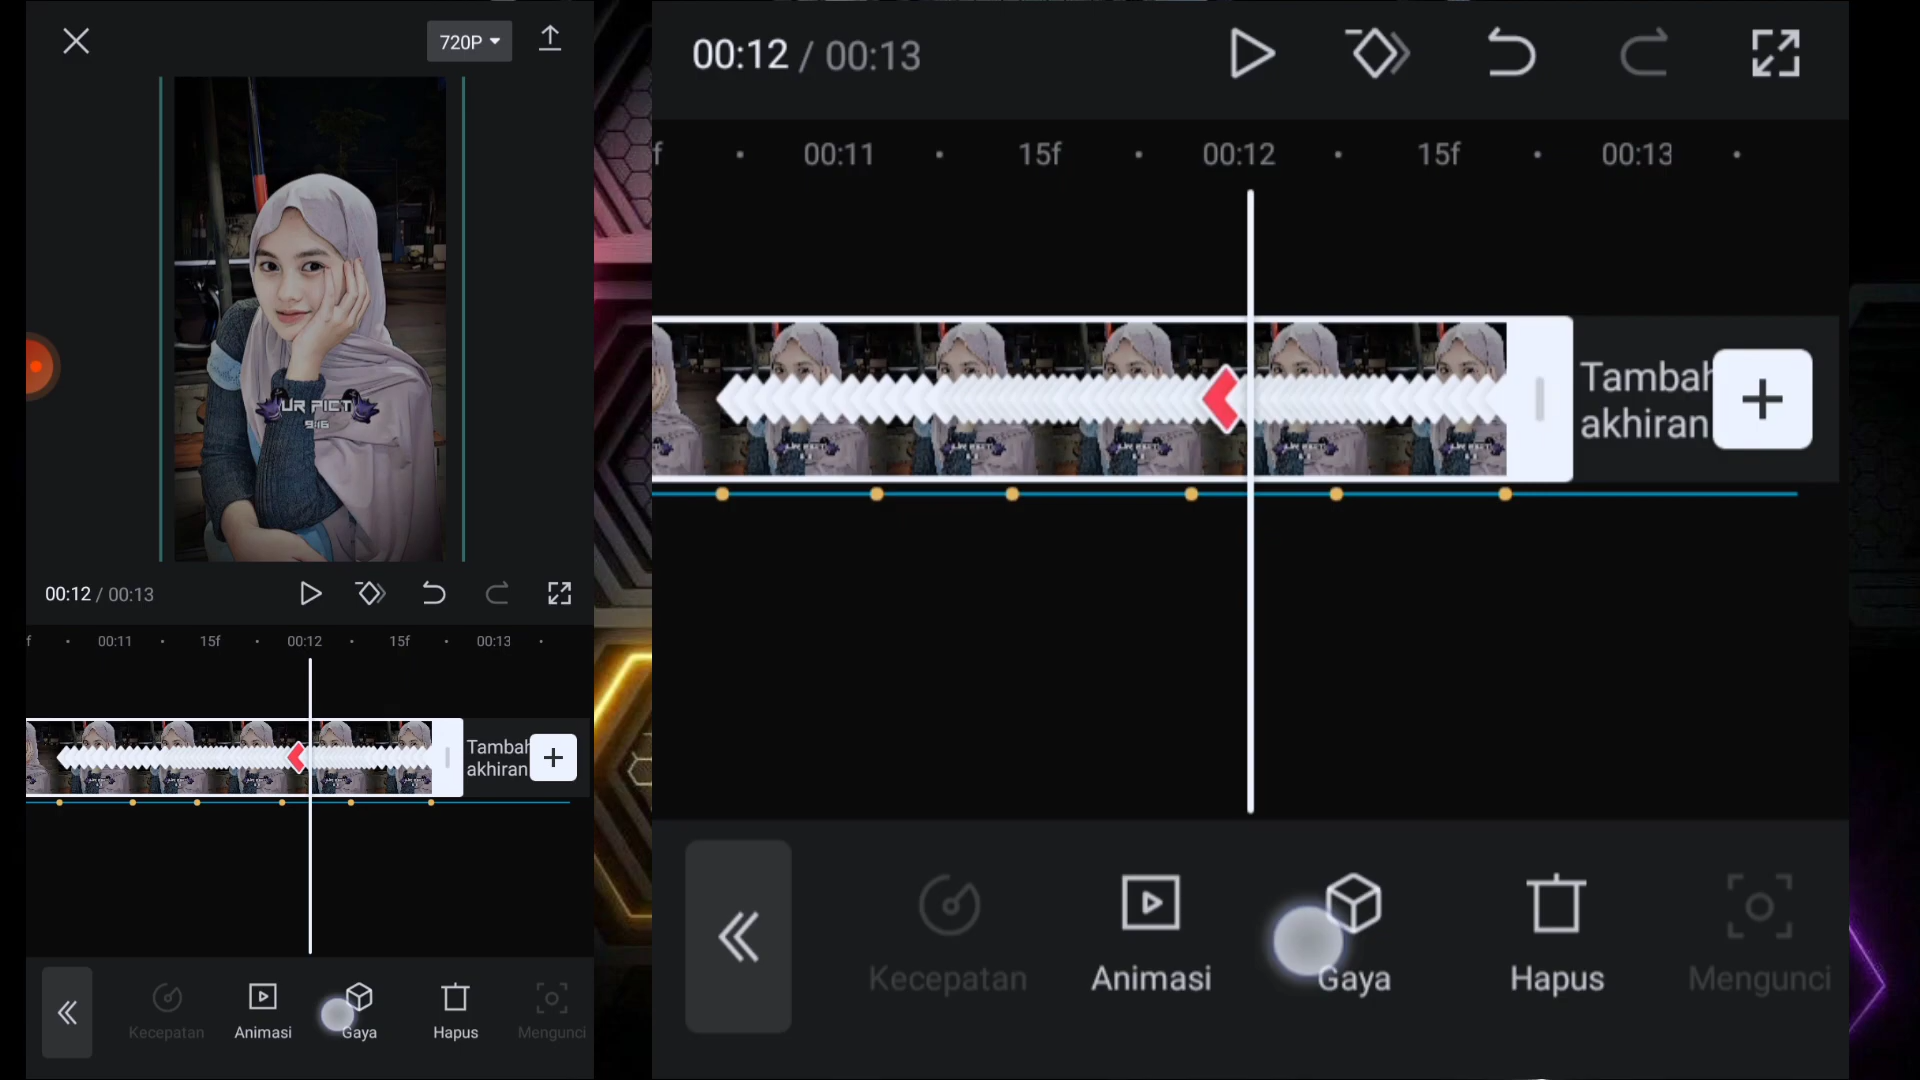 720P
UR PICT
9:16
00:12 / 00:13
f 00:11 15f 00:12 15f 00:13
Tambah
akhiran
Kecepatan Animasi Gaya Hapus Mengunci
00:12 / 00:13
f 00:11 15f 00:12 15f 00:13
Tambah
akhiran
Kecepatan Animasi Gaya Hapus Mengunci